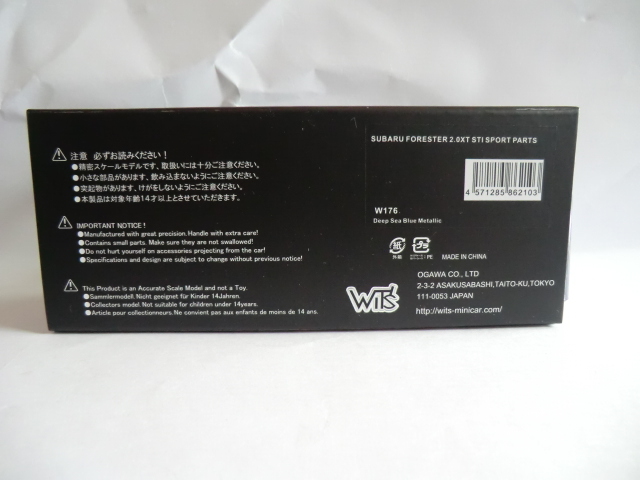 注意 必ずお読みください！
●精密スケールモデルです、取扱いには十分ご注意ください。
●小さな部品があります、飲み込まないようにご注意ください。
●突起物があります、けがをしないようにご注意ください。
●本製品は対象年齢14才以上とさせていただきます。
IMPORTANT NOTICE !
●Manufactured with great precision. Handle with extra care!
●Contains small parts. Make sure they are not swallowed!
●Do not hurt yourself on accessories projecting from the car!
●Specifications and design are subject to change without previous notice!
This Product is an Accurate Scale Model and not a Toy.
●Sammlermodell. Nicht geeignet für Kinder 14Jahren.
●Collectors model. Not suitable for children under 14years.
●Article pour collectionneurs. Ne convient pas aux enfants de moins de 14 ans.
SUBARU FORESTER 2.0XT STI SPORT PARTS
4 571285 862103
W176
Deep Sea Blue Metallic
紙
外箱
PE
MADE IN CHINA
WiTS
OGAWA CO., LTD
2-3-2 ASAKUSABASHI,TAITO-KU,TOKYO
111-0053 JAPAN
http://wits-minicar.com/